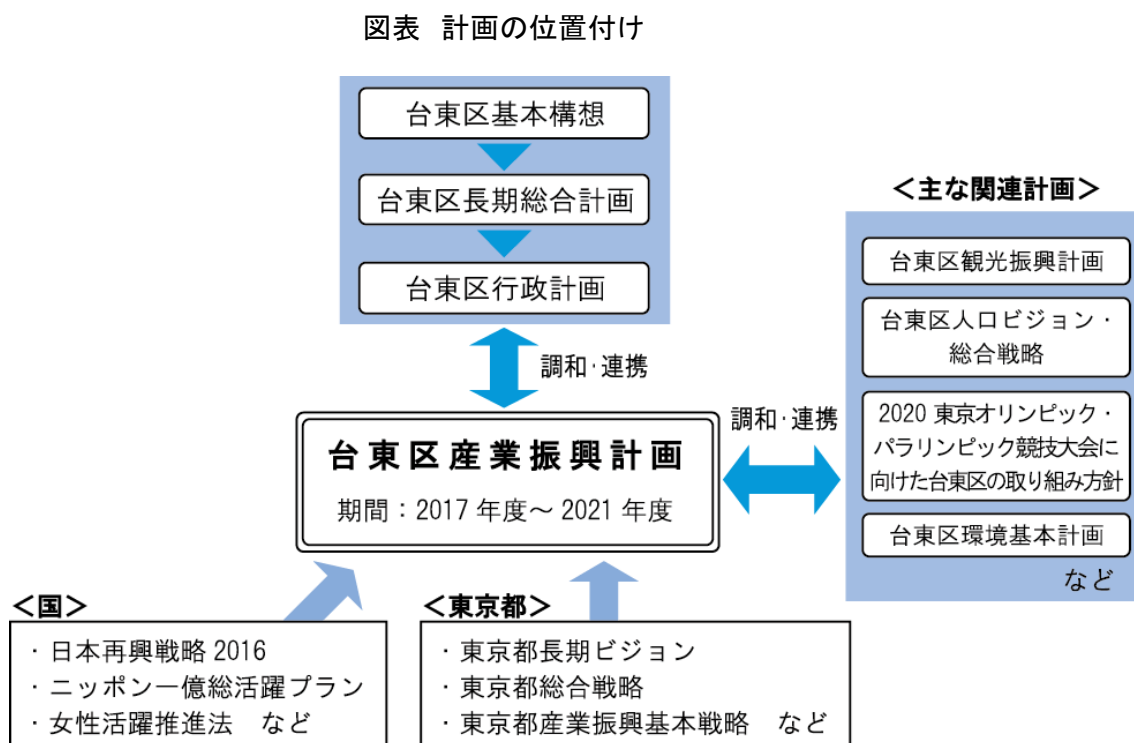 図表 計画の位置付け
台東区基本構想
台東区長期総合計画
台東区行政計画
調和・連携
台東区産業振興計画
期間：2017 年度～ 2021 年度
調和・連携
＜主な関連計画＞
台東区観光振興計画
台東区人口ビジョン・
総合戦略
2020 東京オリンピック・
パラリンピック競技大会に
向けた台東区の取り組み方針
台東区環境基本計画
など
＜国＞
・日本再興戦略 2016
・ニッポン一億総活躍プラン
・女性活躍推進法 など
＜東京都＞
・東京都長期ビジョン
・東京都総合戦略
・東京都産業振興基本戦略 など